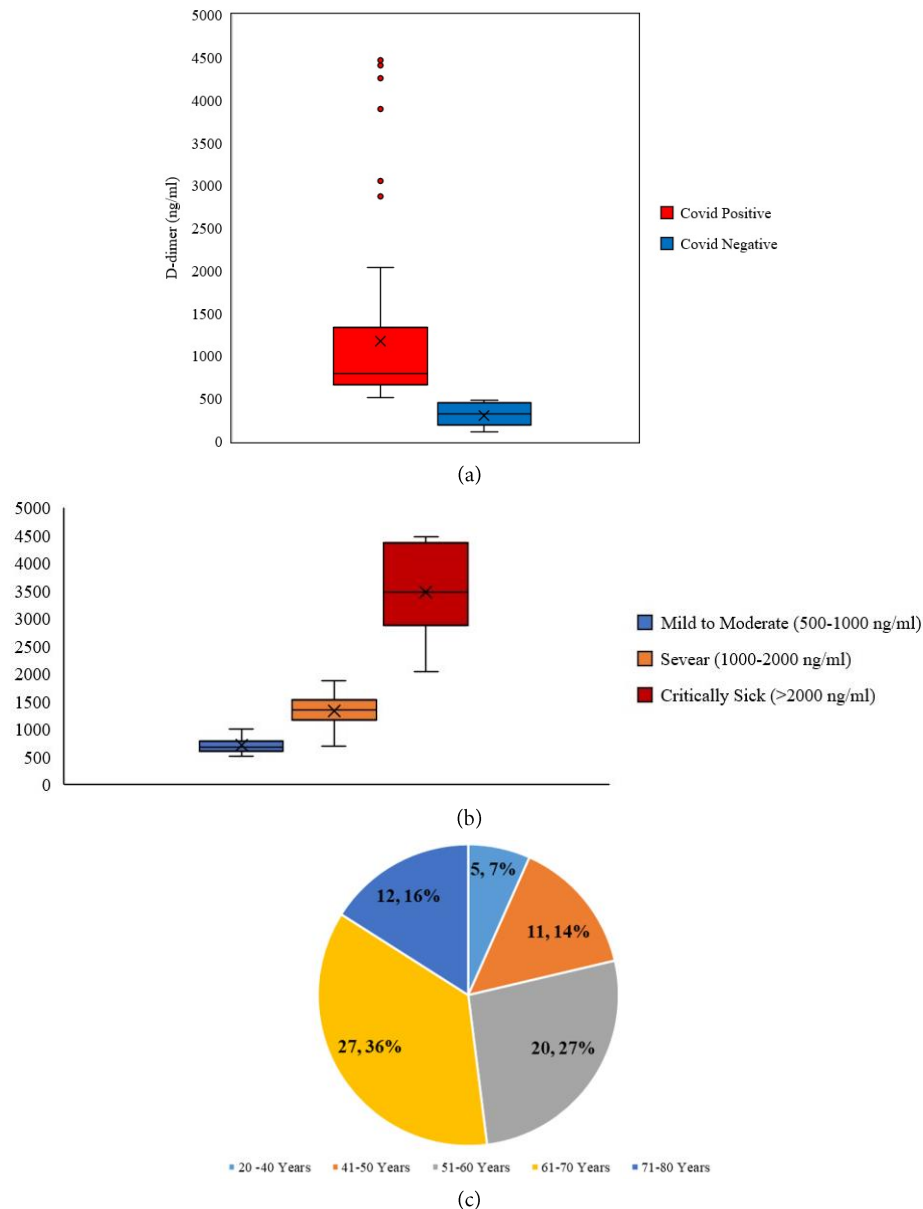 5000
4500
4000
3500
3000
2500
2000
1500
1000
500
0
D-dimer (ng/ml)
Covid Positive
Covid Negative
(a)
5000
4500
4000
3500
3000
2500
2000
1500
1000
500
0
Mild to Moderate (500-1000 ng/ml)
Sevear (1000-2000 ng/ml)
Critically Sick (>2000 ng/ml)
(b)
5, 7%
12, 16%
11, 14%
27, 36%
20, 27%
20 -40 Years 41-50 Years 51-60 Years 61-70 Years 71-80 Years
(c)